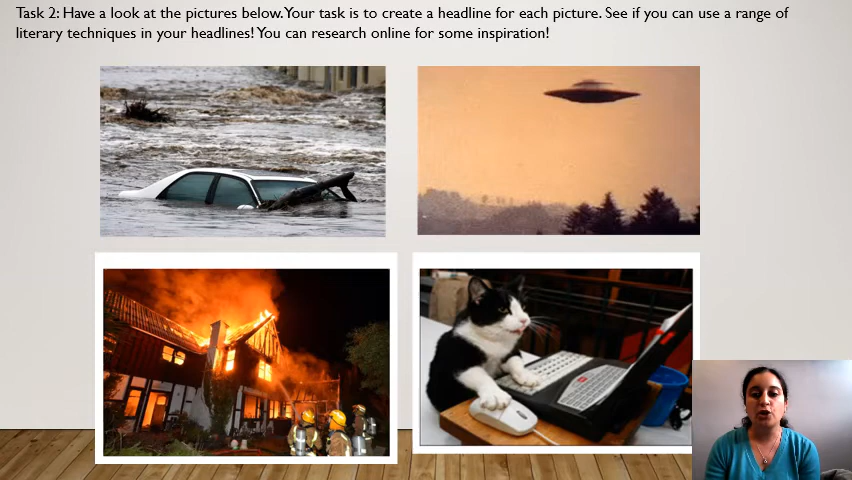 Task 2: Have a look at the pictures below. Your task is to create a headline for each picture. See if you can use a range of
literary techniques in your headlines! You can research online for some inspiration!